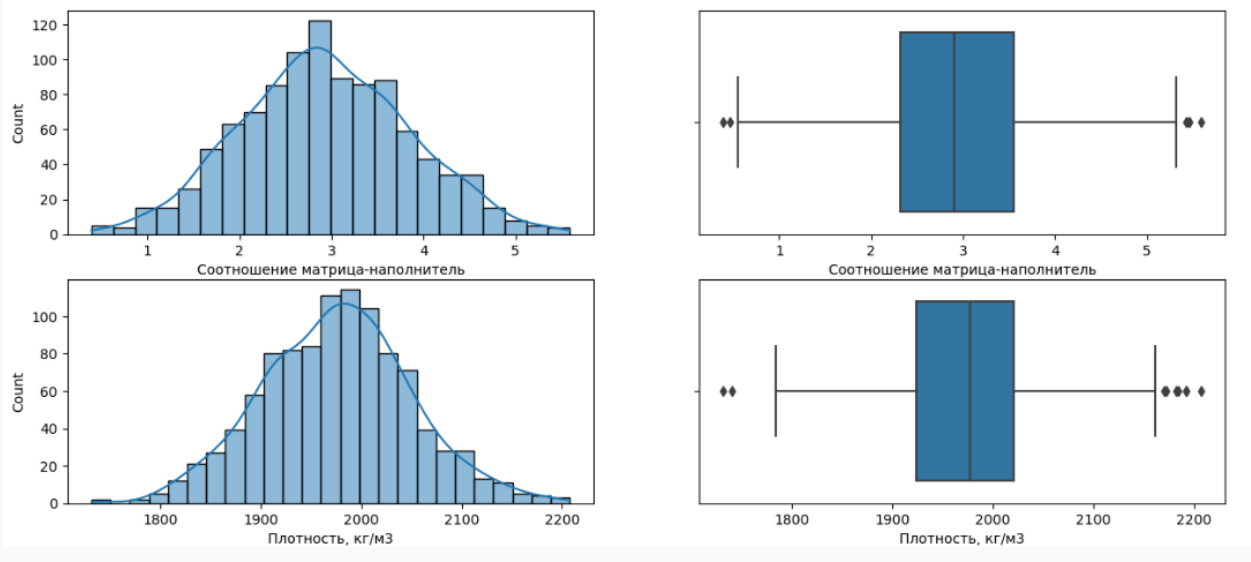 120
100
80
60
40
20
0
Count
1 2 3 4 5
Соотношение матрица-наполнитель
1 2 3 4 5
Соотношение матрица-наполнитель
100
80
60
40
20
0
Count
1800 1900 2000 2100 2200
Плотность, кг/м3
1800 1900 2000 2100 2200
Плотность, кг/м3